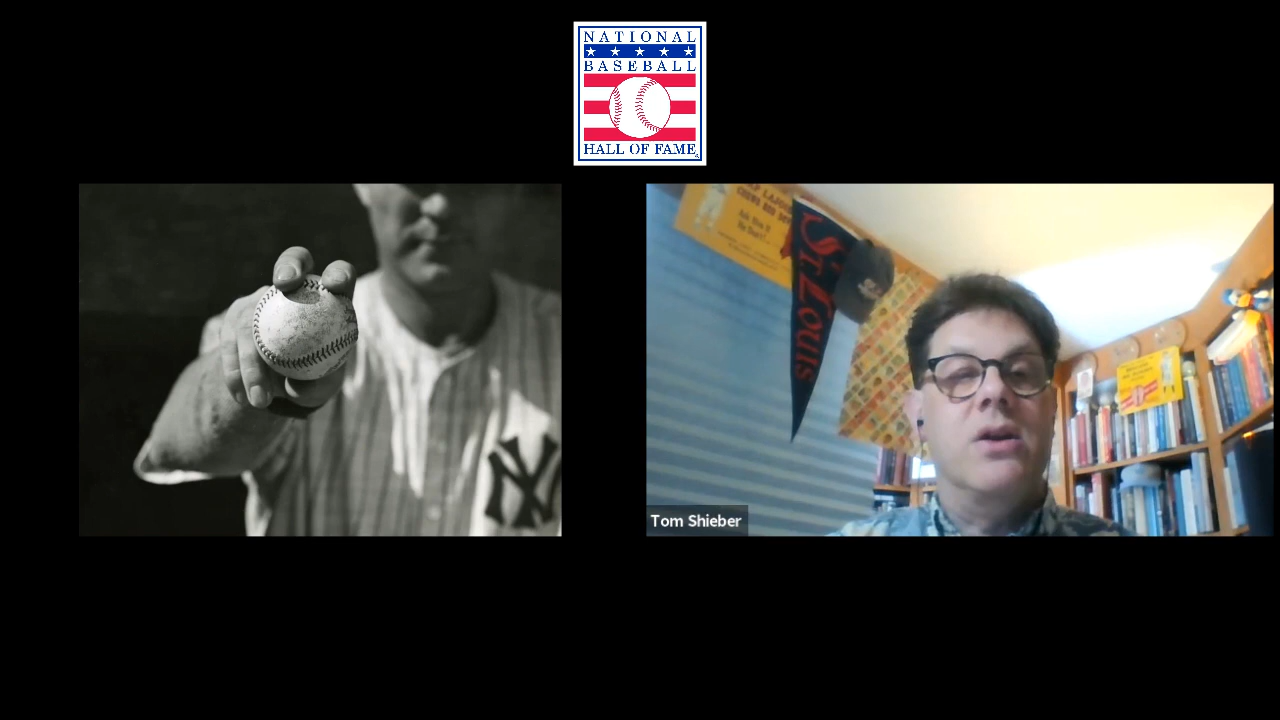 NATIONAL
BASEBALL
HALL OF FAME
NY
ST. LOUIS
Tom Shieber